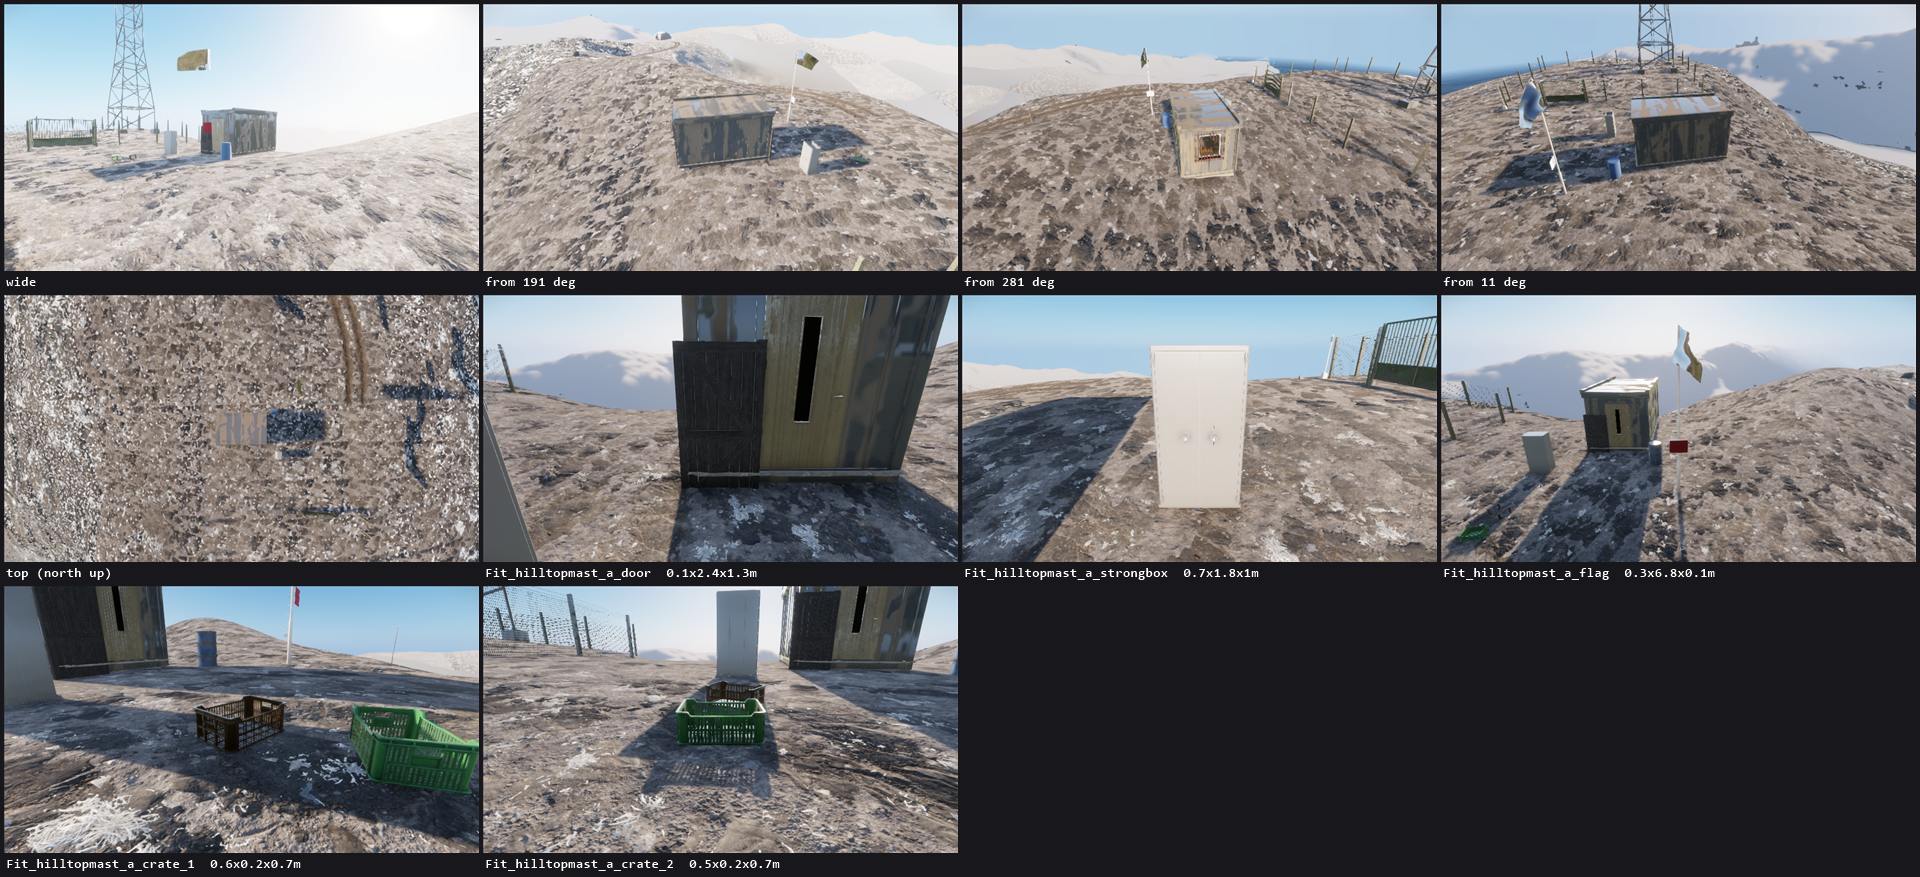 wide
from 191 deg
from 281 deg
from 11 deg
top (north up)
Fit_hilltopmast_a_door 0.1x2.4x1.3m
Fit_hilltopmast_a_strongbox 0.7x1.8x1m
Fit_hilltopmast_a_flag 0.3x6.8x0.1m
Fit_hilltopmast_a_crate_1 0.6x0.2x0.7m
Fit_hilltopmast_a_crate_2 0.5x0.2x0.7m